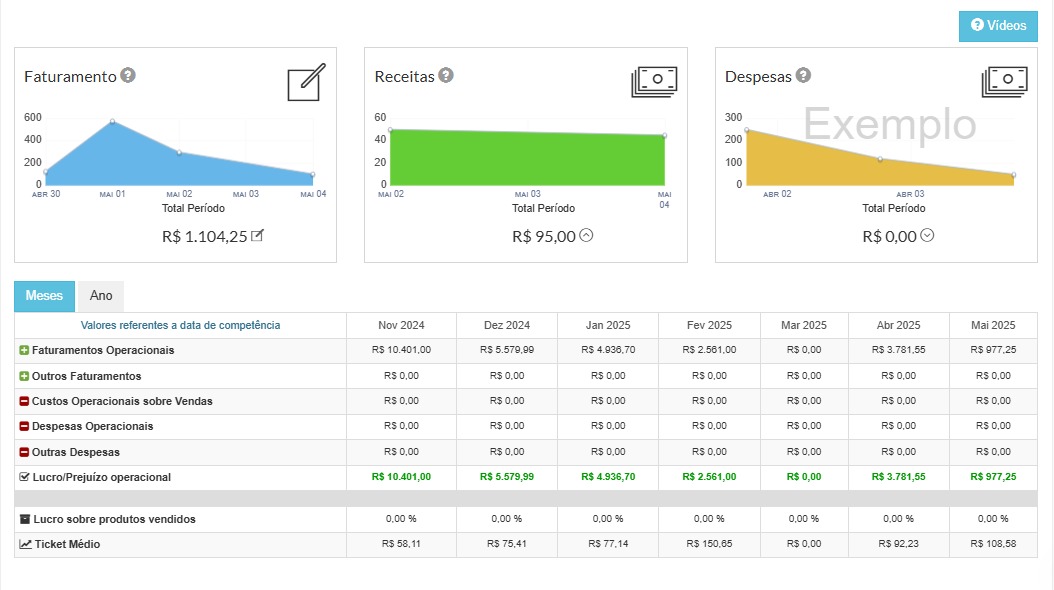 Vídeos
Faturamento
Receitas
Despesas
Exemplo
600
400
200
0
ABR 30 MAI 01 MAI 02 MAI 03 MAI 04
Total Período
R$ 1.104,25
60
40
20
0
MAI 02 MAI 03 MAI 04
Total Período
R$ 95,00
300
200
100
0
ABR 02 ABR 03
Total Período
R$ 0,00
Meses Ano
Valores referentes a data de competência Nov 2024 Dez 2024 Jan 2025 Fev 2025 Mar 2025 Abr 2025 Mai 2025
Faturamentos Operacionais R$ 10.401,00 R$ 5.579,99 R$ 4.936,70 R$ 2.561,00 R$ 0,00 R$ 3.781,55 R$ 977,25
Outros Faturamentos R$ 0,00 R$ 0,00 R$ 0,00 R$ 0,00 R$ 0,00 R$ 0,00 R$ 0,00
Custos Operacionais sobre Vendas R$ 0,00 R$ 0,00 R$ 0,00 R$ 0,00 R$ 0,00 R$ 0,00 R$ 0,00
Despesas Operacionais R$ 0,00 R$ 0,00 R$ 0,00 R$ 0,00 R$ 0,00 R$ 0,00 R$ 0,00
Outras Despesas R$ 0,00 R$ 0,00 R$ 0,00 R$ 0,00 R$ 0,00 R$ 0,00 R$ 0,00
Lucro/Prejuízo operacional R$ 10.401,00 R$ 5.579,99 R$ 4.936,70 R$ 2.561,00 R$ 0,00 R$ 3.781,55 R$ 977,25
Lucro sobre produtos vendidos 0,00 % 0,00 % 0,00 % 0,00 % 0,00 % 0,00 % 0,00 %
Ticket Médio R$ 58,11 R$ 75,41 R$ 77,14 R$ 150,65 R$ 0,00 R$ 92,23 R$ 108,58